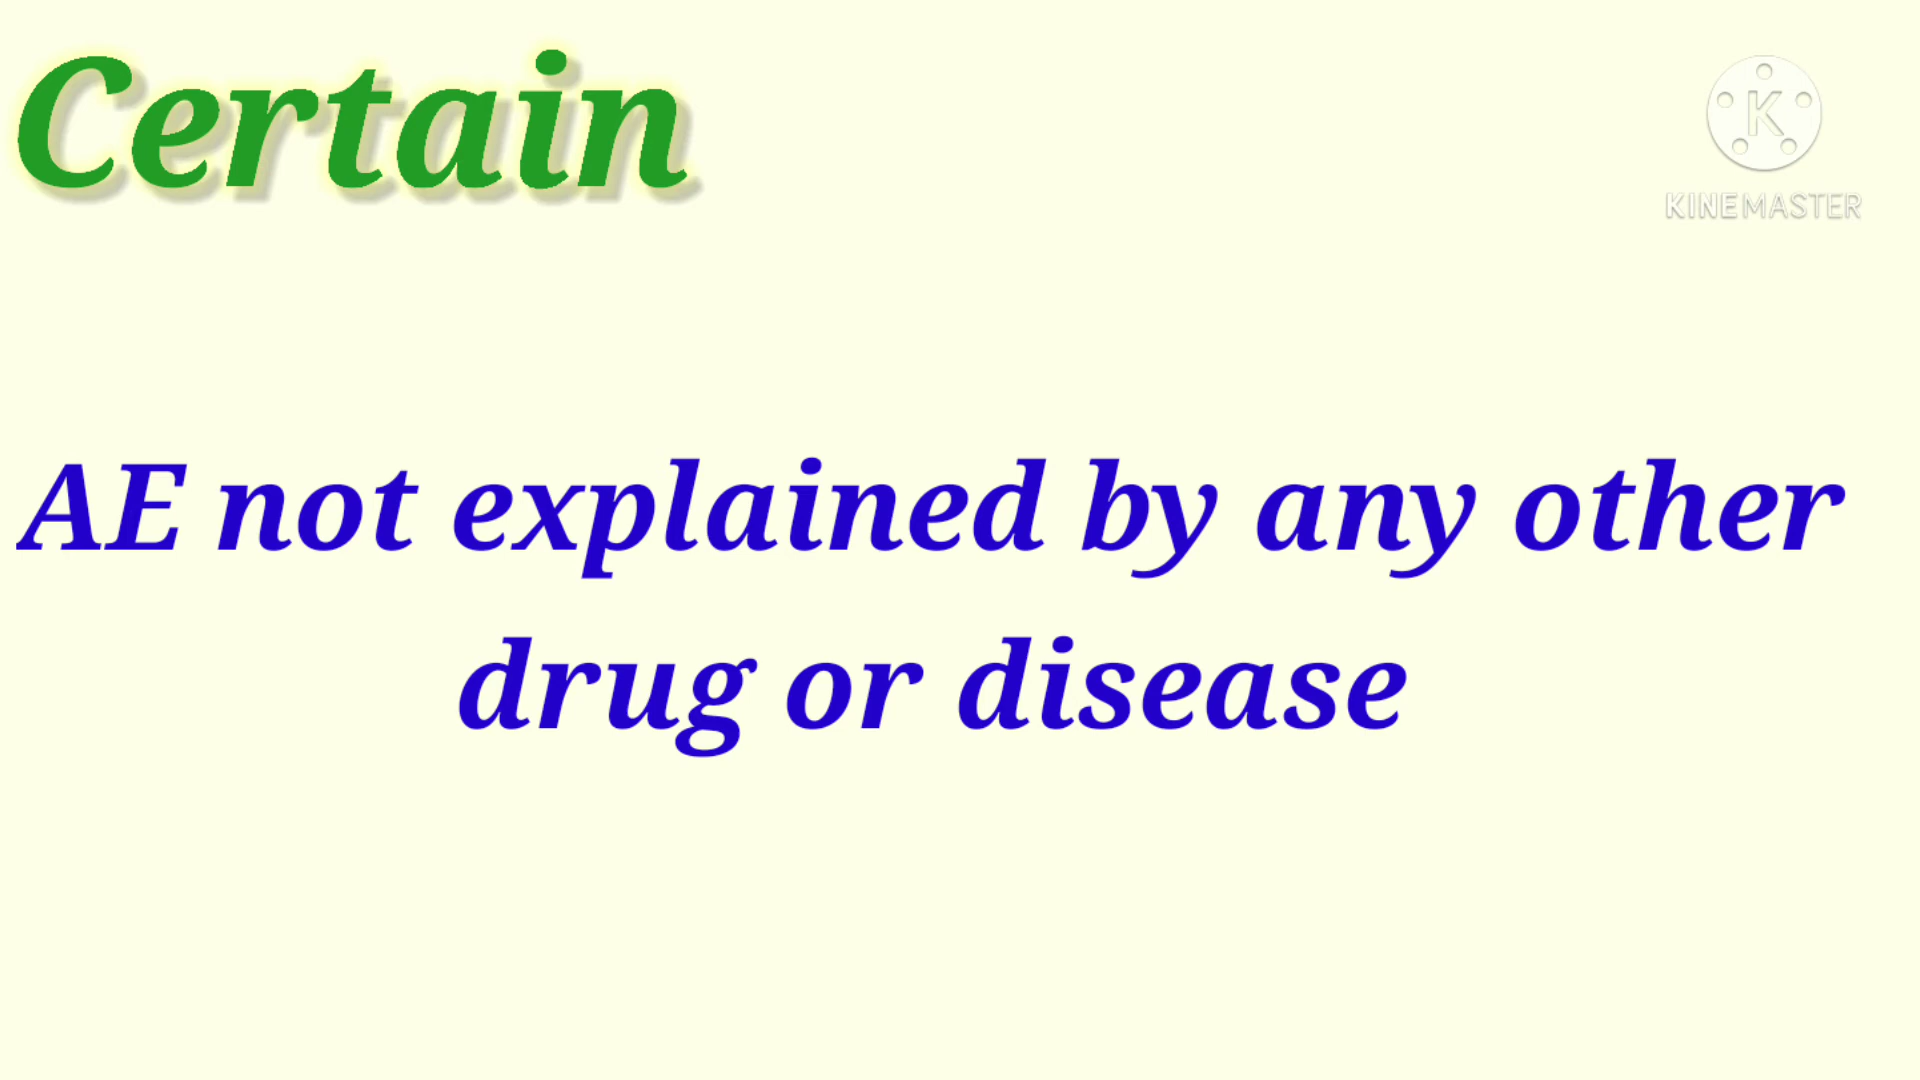 Certain
K
KINEMASTER
AE not explained by any other
drug or disease